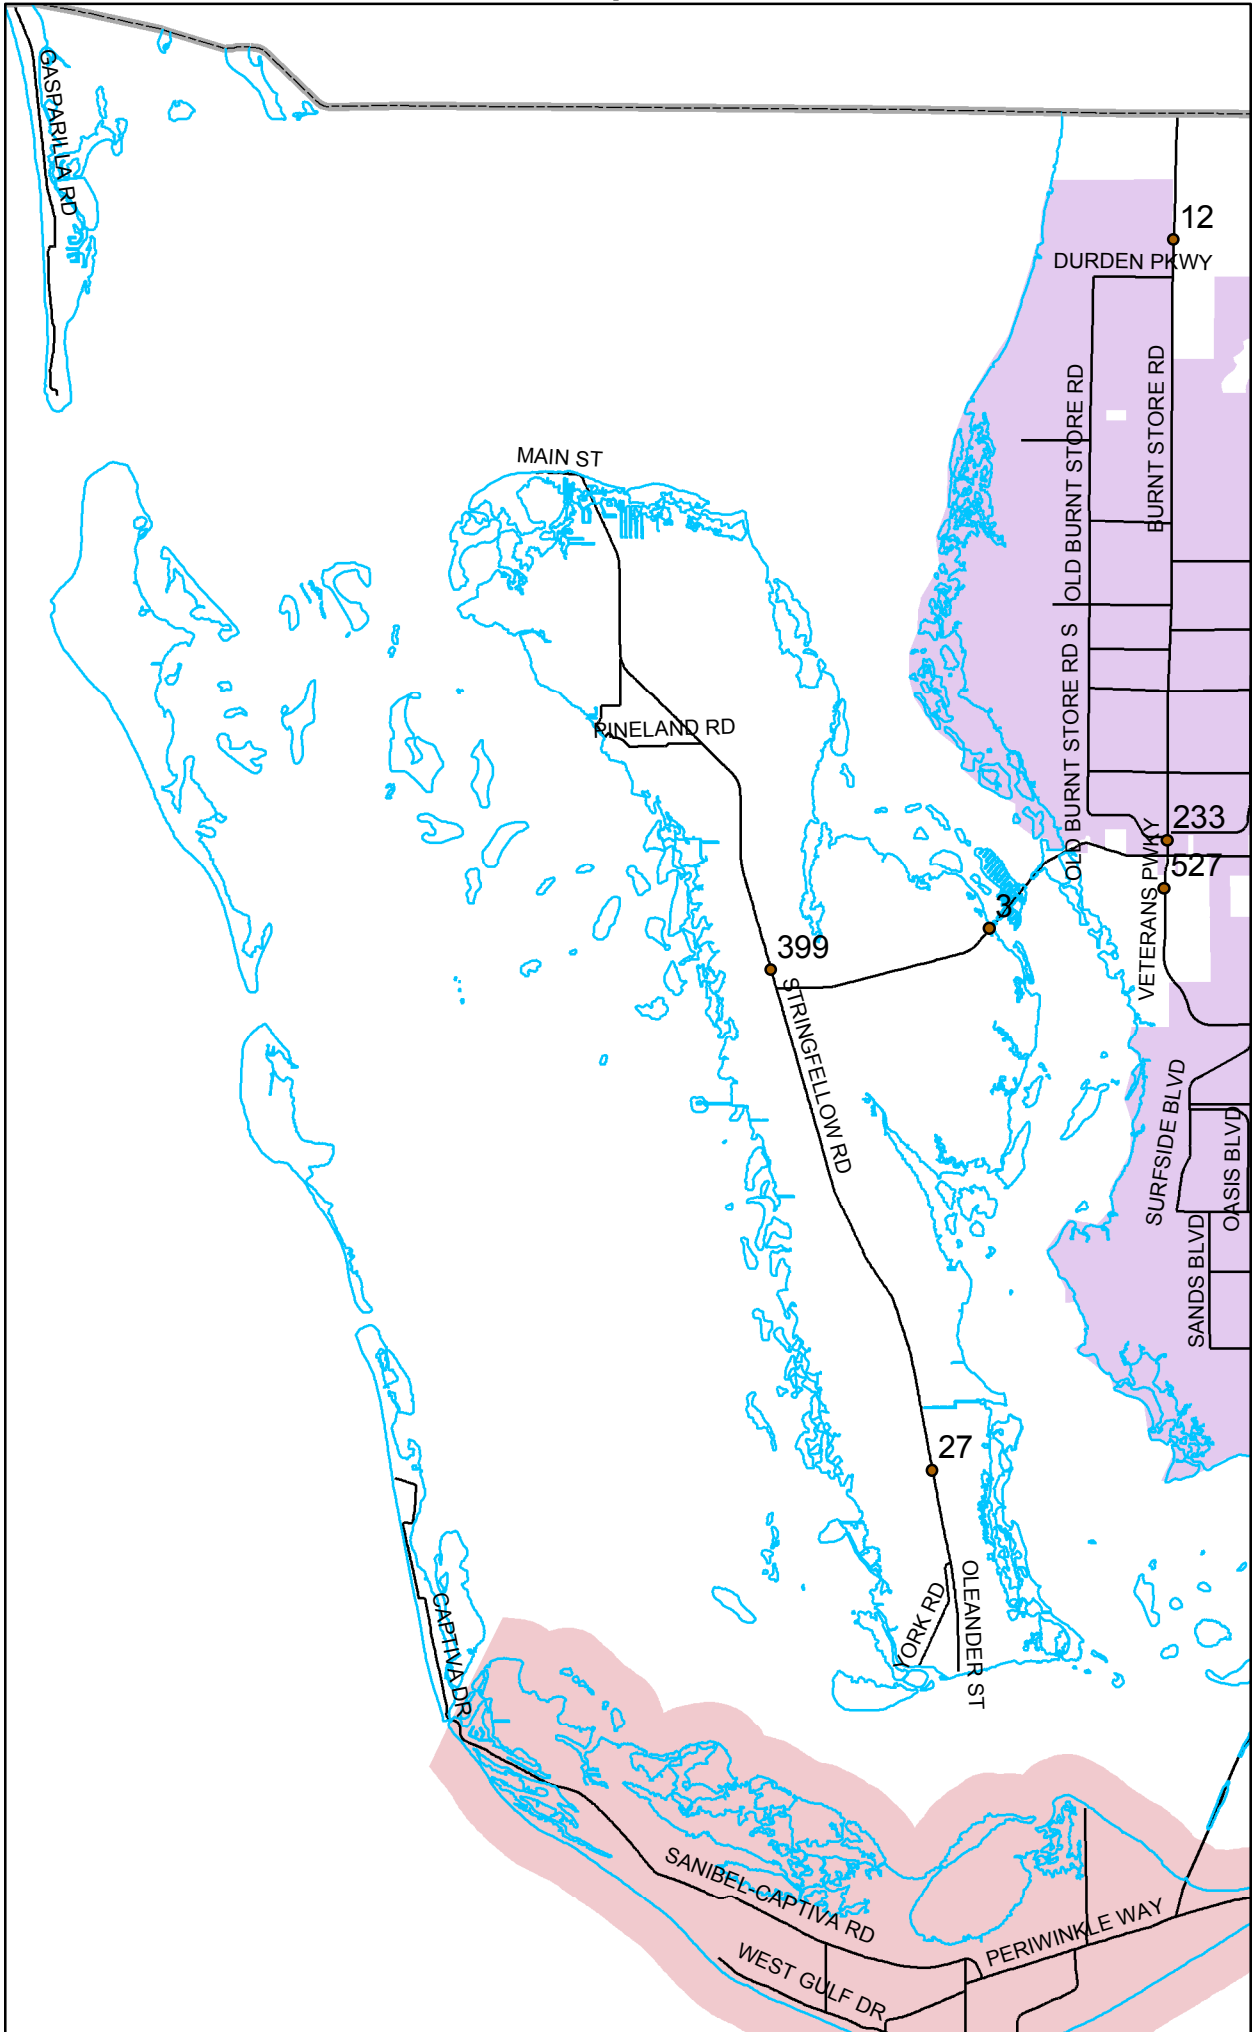 GASPARILLA RD
12
DURDEN PKWY
OLD BURNT STORE RD
BURNT STORE RD
MAIN ST
OLD BURNT STORE RD S
PINELAND RD
233
VETERANS PWKY
527
3
399
STRINGFELLOW RD
SURFSIDE BLVD
OASIS BLVD
SANDS BLVD
27
OLEANDER ST
YORK RD
CAPTIVA DR
SANIBEL-CAPTIVA RD
PERIWINKLE WAY
WEST GULF DR